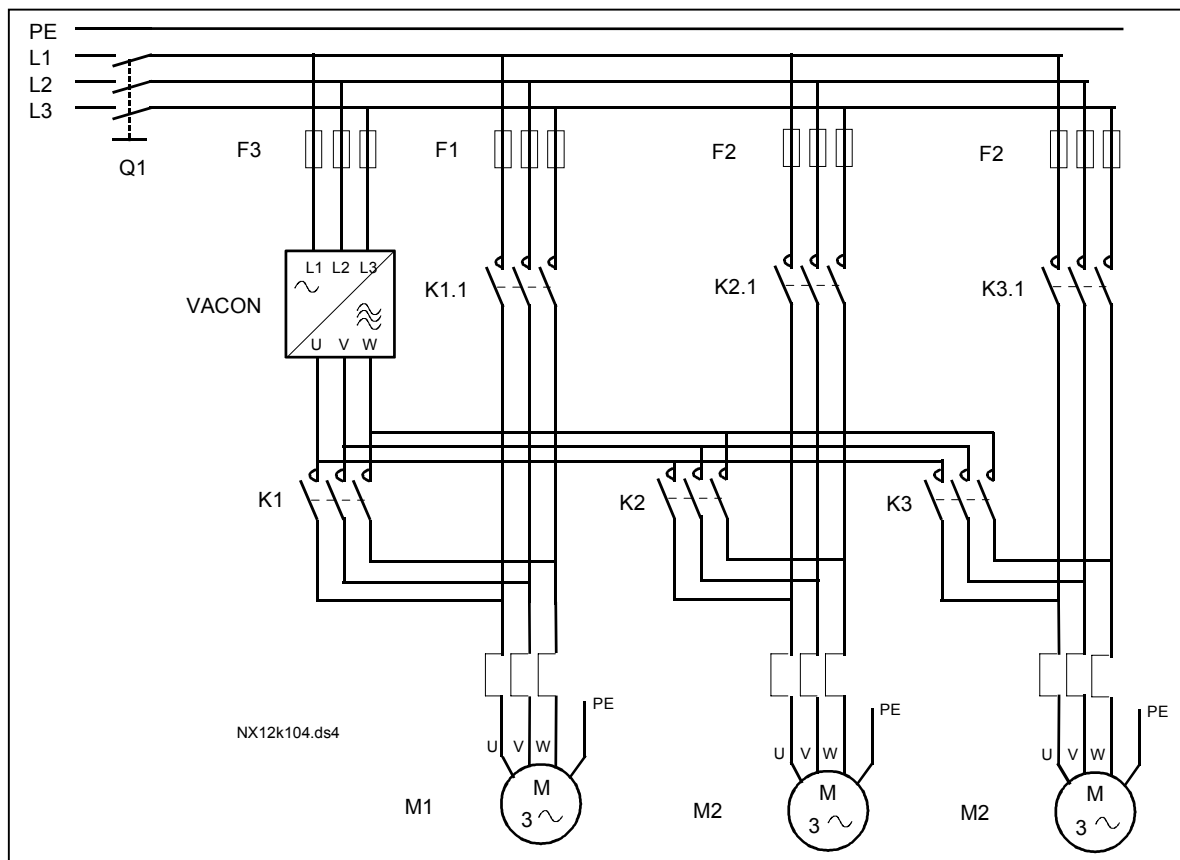 PE
L1
L2
L3
Q1
F3
F1
F2
F2
L1 L2 L3
VACON
U V W
K1.1
K2.1
K3.1
K1
K2
K3
NX12k104.ds4
PE
PE
PE
U V W
U V W
U V W
M
3
M
3
M
3
M1
M2
M2